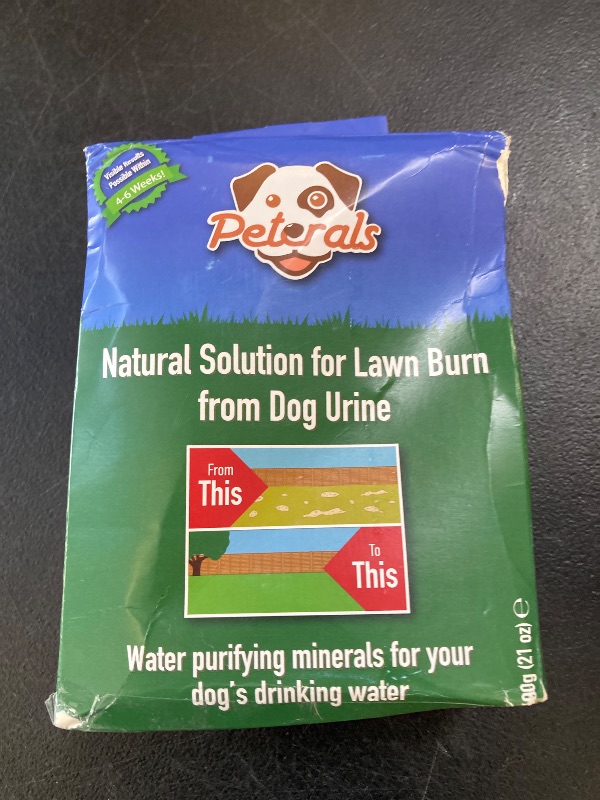 Visible Results
Possible Within
4-6 Weeks!
Peterals
Natural Solution for Lawn Burn
from Dog Urine
From
This
To
This
Water purifying minerals for your
dog's drinking water
(21 oz) ℮